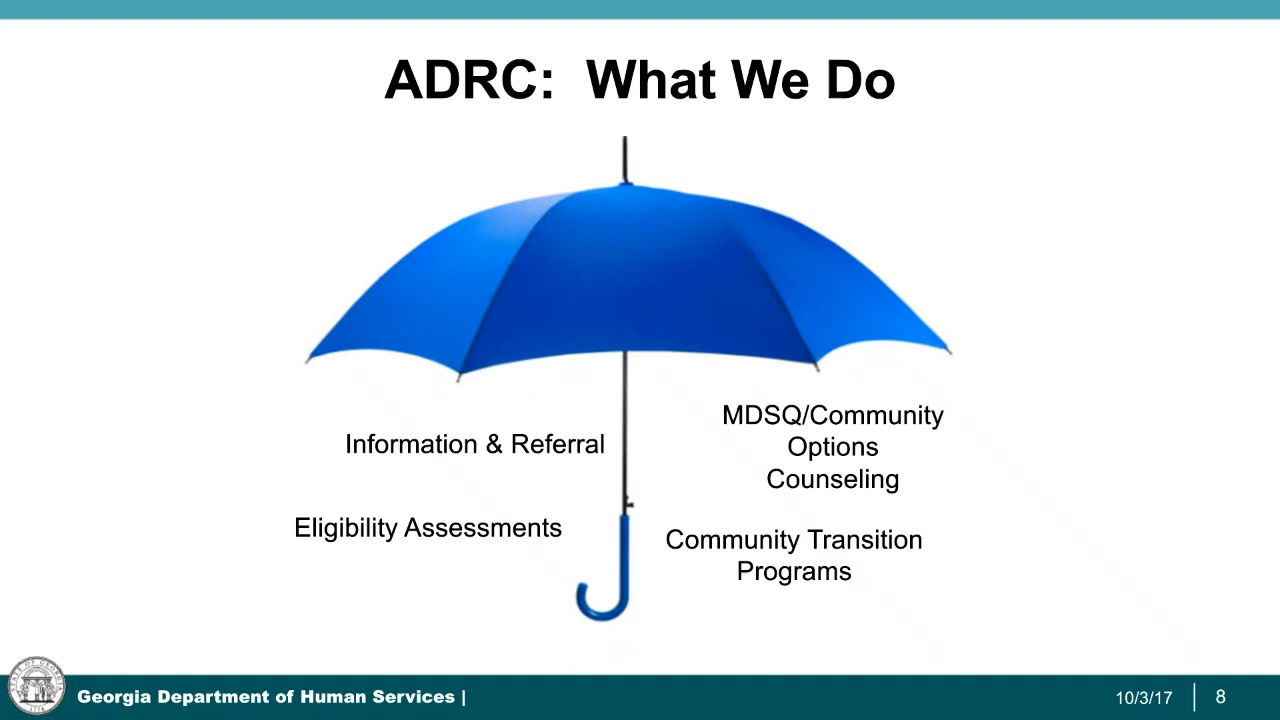 ADRC: What We Do
Information & Referral
MDSQ/Community
Options
Counseling
Eligibility Assessments
Community Transition
Programs
Georgia Department of Human Services |
10/3/17
8